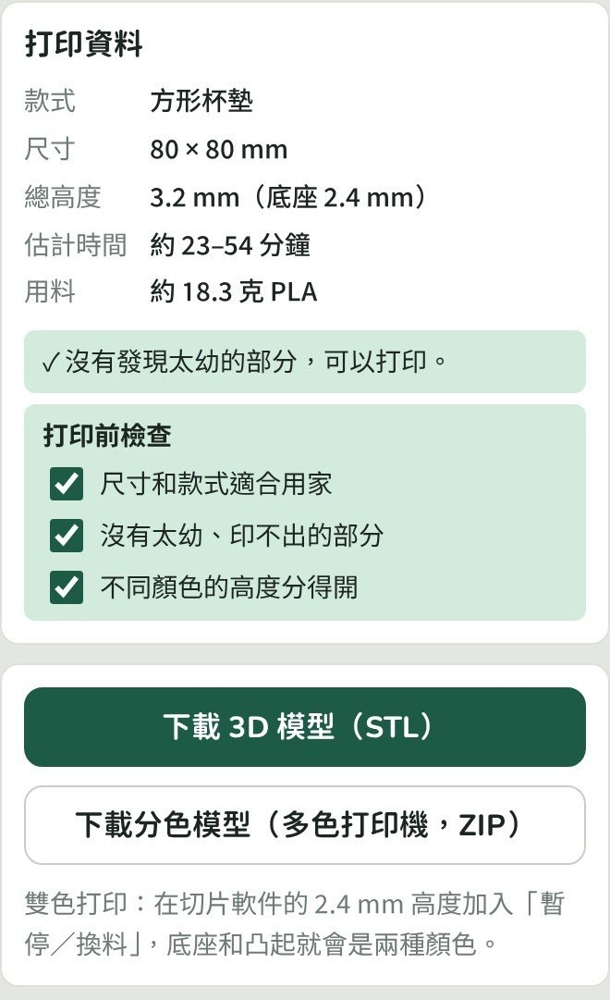 打印資料
款式 方形杯墊
尺寸 80 × 80 mm
總高度 3.2 mm（底座 2.4 mm）
估計時間 約 23–54 分鐘
用料 約 18.3 克 PLA
✓ 沒有發現太幼的部分，可以打印。
打印前檢查
尺寸和款式適合用家
沒有太幼、印不出的部分
不同顏色的高度分得開
下載 3D 模型（STL）
下載分色模型（多色打印機，ZIP）
雙色打印：在切片軟件的 2.4 mm 高度加入「暫
停／換料」，底座和凸起就會是兩種顏色。